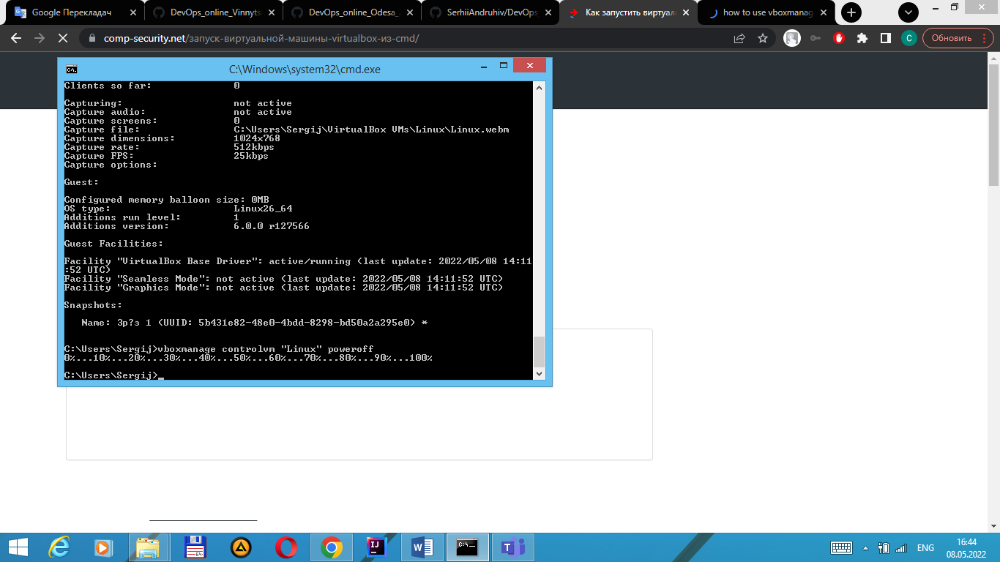 Google Перекладач
DevOps_online_Vinnyts
DevOps_online_Odesa_
SerhiiAndruhiv/DevOps
Как запустить виртуал
how to use vboxmanag
comp-security.net/запуск-виртуальной-машины-virtualbox-из-cmd/
С
Обновить
C:\Windows\system32\cmd.exe
Clients so far: 0
Capturing: not active
Capture audio: not active
Capture screens: 0
Capture file: C:\Users\Sergij\VirtualBox VMs\Linux\Linux.webm
Capture dimensions: 1024x768
Capture rate: 512kbps
Capture FPS: 25kbps
Capture options:
Guest:
Configured memory balloon size: 0MB
OS type: Linux26_64
Additions run level: 1
Additions version: 6.0.0 r127566
Guest Facilities:
Facility "VirtualBox Base Driver": active/running (last update: 2022/05/08 14:11
:52 UTC)
Facility "Seamless Mode": not active (last update: 2022/05/08 14:11:52 UTC)
Facility "Graphics Mode": not active (last update: 2022/05/08 14:11:52 UTC)
Snapshots:
Name: Зр?з 1 (UUID: 5b431e82-48e0-4bdd-8298-bd50a2a295e0) *
C:\Users\Sergij>vboxmanage controlvm "Linux" poweroff
0%...10%...20%...30%...40%...50%...60%...70%...80%...90%...100%
C:\Users\Sergij>_
ENG
16:44
08.05.2022